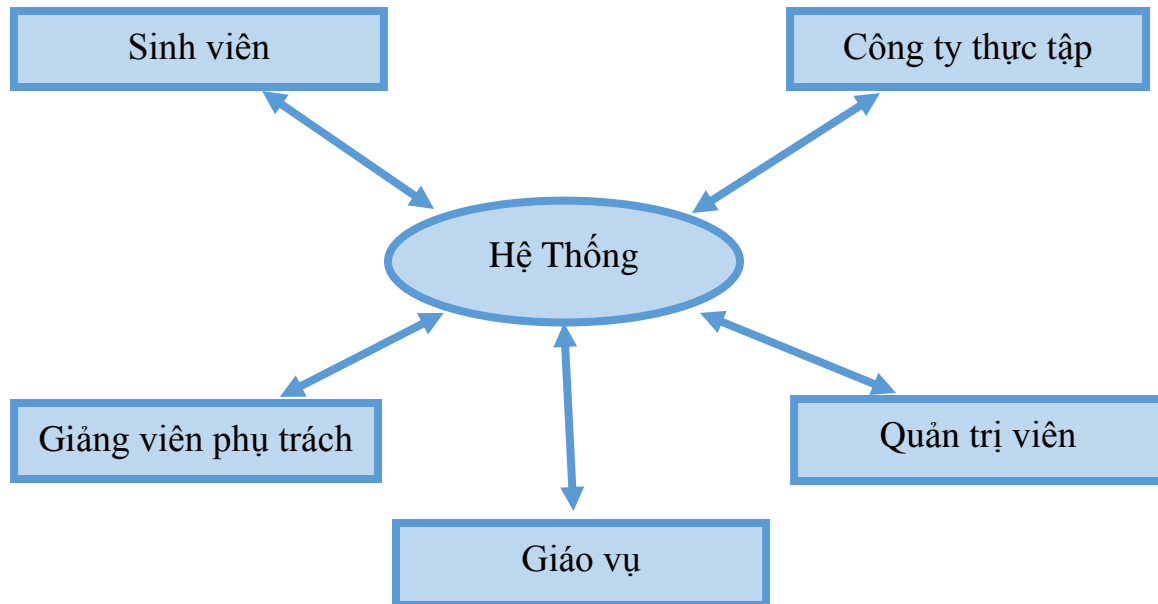 Sinh viên
Công ty thực tập
Hệ Thống
Giảng viên phụ trách
Quản trị viên
Giáo vụ